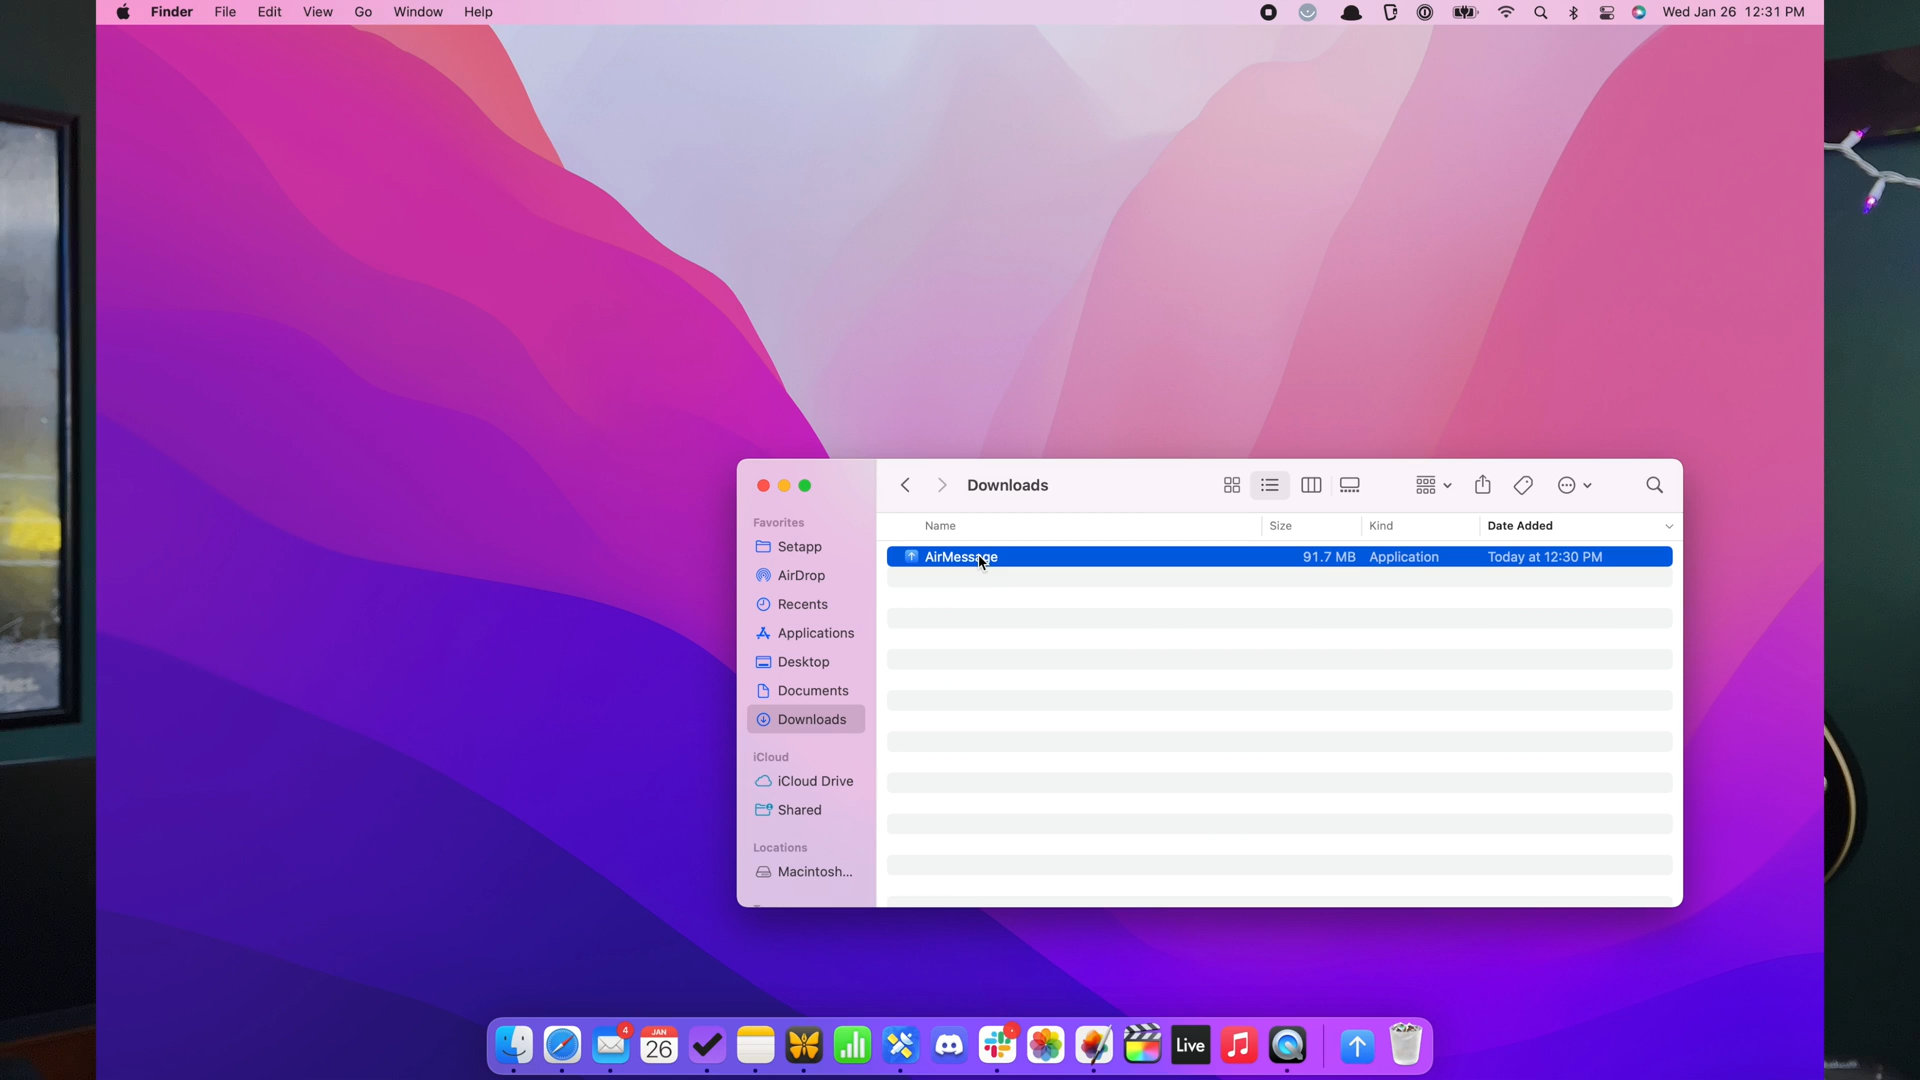 Finder File Edit View Go Window Help Wed Jan 26 12:31 PM
Downloads
Favorites
Setapp
AirDrop
Recents
Applications
Desktop
Documents
Downloads
iCloud
iCloud Drive
Shared
Locations
Macintosh...
Name Size Kind Date Added
AirMessage 91.7 MB Application Today at 12:30 PM
4
JAN
26
Live